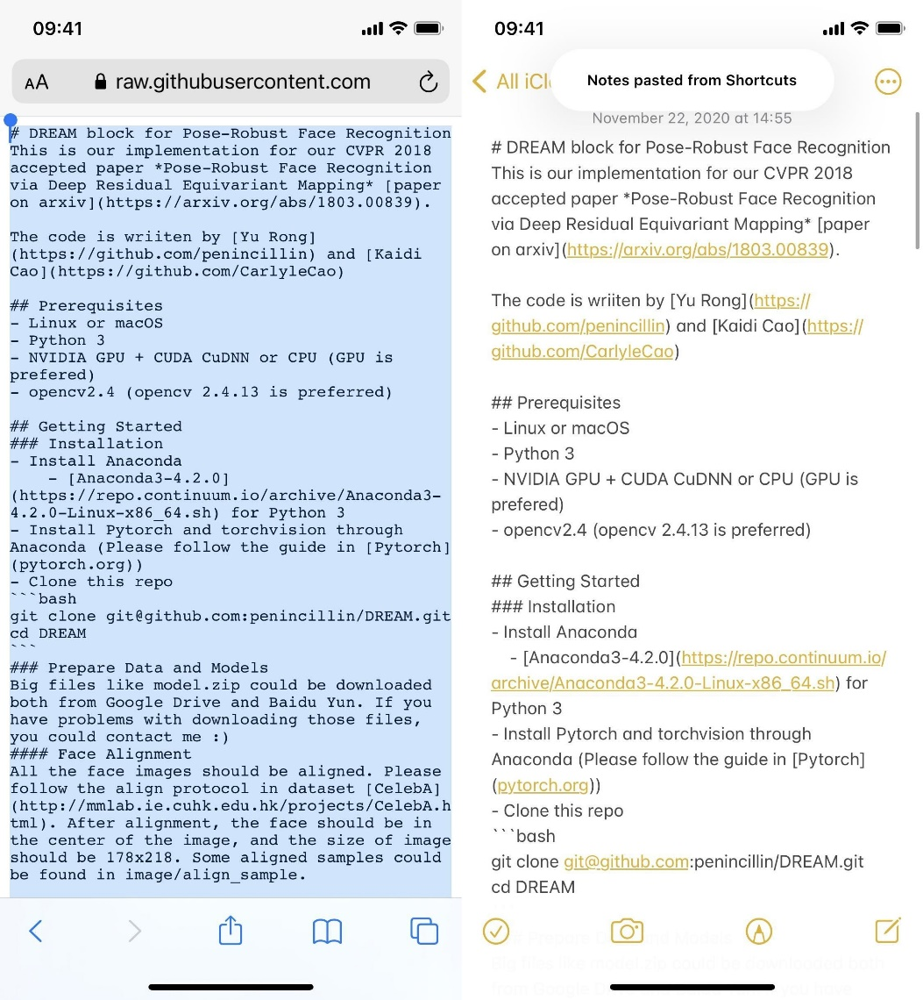 09:41
AA raw.githubusercontent.com
# DREAM block for Pose-Robust Face Recognition
This is our implementation for our CVPR 2018
accepted paper *Pose-Robust Face Recognition
via Deep Residual Equivariant Mapping* [paper
on arxiv](https://arxiv.org/abs/1803.00839).
The code is wriiten by [Yu Rong]
(https://github.com/penincillin) and [Kaidi
Cao](https://github.com/CarlyleCao)
## Prerequisites
- Linux or macOS
- Python 3
- NVIDIA GPU + CUDA CuDNN or CPU (GPU is
prefered)
- opencv2.4 (opencv 2.4.13 is preferred)
## Getting Started
### Installation
- Install Anaconda
- [Anaconda3-4.2.0]
(https://repo.continuum.io/archive/Anaconda3-
4.2.0-Linux-x86_64.sh) for Python 3
- Install Pytorch and torchvision through
Anaconda (Please follow the guide in [Pytorch]
(pytorch.org))
- Clone this repo
```bash
git clone git@github.com:penincillin/DREAM.git
cd DREAM
```
### Prepare Data and Models
Big files like model.zip could be downloaded
both from Google Drive and Baidu Yun. If you
have problems with downloading those files,
you could contact me :)
#### Face Alignment
All the face images should be aligned. Please
follow the align protocol in dataset [CelebA]
(http://mmlab.ie.cuhk.edu.hk/projects/CelebA.h
tml). After alignment, the face should be in
the center of the image, and the size of image
should be 178x218. Some aligned samples could
be found in image/align_sample.
09:41
All iCl
Notes pasted from Shortcuts
November 22, 2020 at 14:55
# DREAM block for Pose-Robust Face Recognition
This is our implementation for our CVPR 2018
accepted paper *Pose-Robust Face Recognition
via Deep Residual Equivariant Mapping* [paper
on arxiv](https://arxiv.org/abs/1803.00839).
The code is wriiten by [Yu Rong](https://
github.com/penincillin) and [Kaidi Cao](https://
github.com/CarlyleCao)
## Prerequisites
- Linux or macOS
- Python 3
- NVIDIA GPU + CUDA CuDNN or CPU (GPU is
prefered)
- opencv2.4 (opencv 2.4.13 is preferred)
## Getting Started
### Installation
- Install Anaconda
- [Anaconda3-4.2.0](https://repo.continuum.io/
archive/Anaconda3-4.2.0-Linux-x86_64.sh) for
Python 3
- Install Pytorch and torchvision through
Anaconda (Please follow the guide in [Pytorch]
(pytorch.org))
- Clone this repo
```bash
git clone git@github.com:penincillin/DREAM.git
cd DREAM